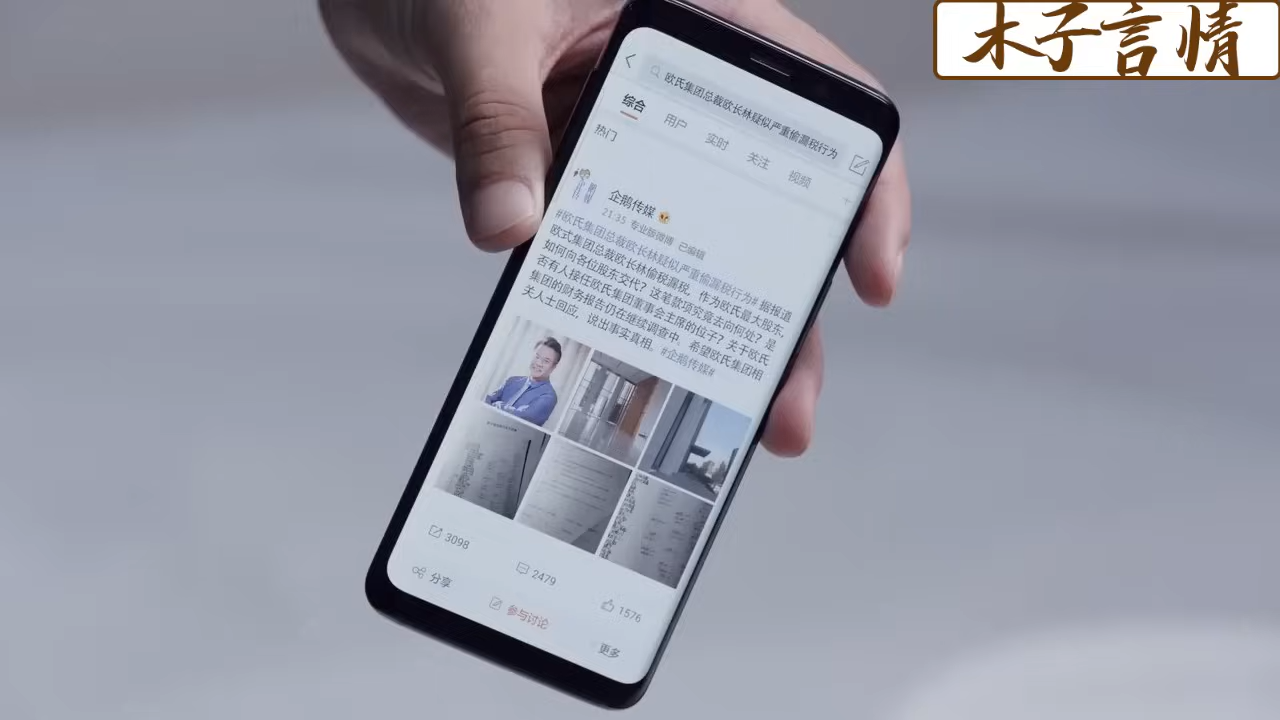 木子言情
欧氏集团总裁欧长林疑似严重偷漏税行为
综合
用户
实时
关注
视频
热门
企鹅传媒
21:35 专业版微博 已编辑
#欧氏集团总裁欧长林疑似严重偷漏税行为# 据报道
欧式集团总裁欧长林偷税漏税，作为欧氏最大股东，
如何向各位股东交代？这笔款项究竟去向何处？是
否有人接任欧氏集团董事会主席的位子？关于欧氏
集团的财务报告仍在继续调查中，希望欧氏集团相
关人士回应，说出事实真相。#企鹅传媒#
3098
2479
1576
分享
参与讨论
更多